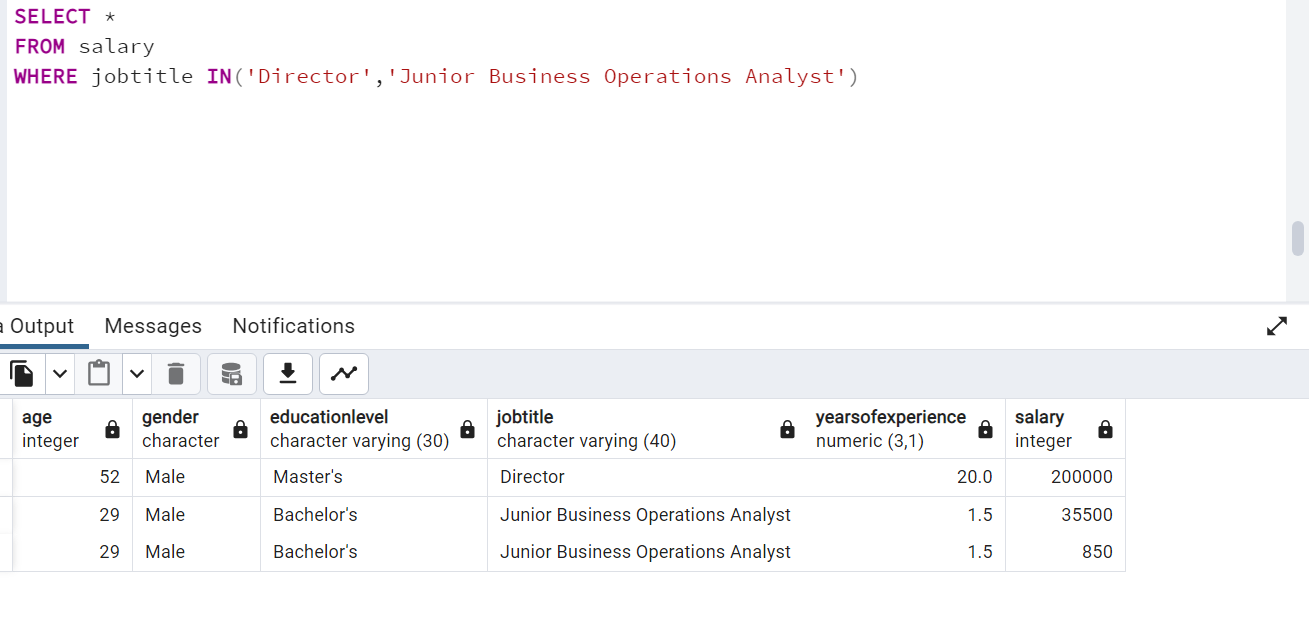 SELECT *
FROM salary
WHERE jobtitle IN('Director','Junior Business Operations Analyst')
a Output Messages Notifications
age gender educationlevel jobtitle yearsofexperience salary
integer character character varying (30) character varying (40) numeric (3,1) integer
52 Male Master's Director 20.0 200000
29 Male Bachelor's Junior Business Operations Analyst 1.5 35500
29 Male Bachelor's Junior Business Operations Analyst 1.5 850